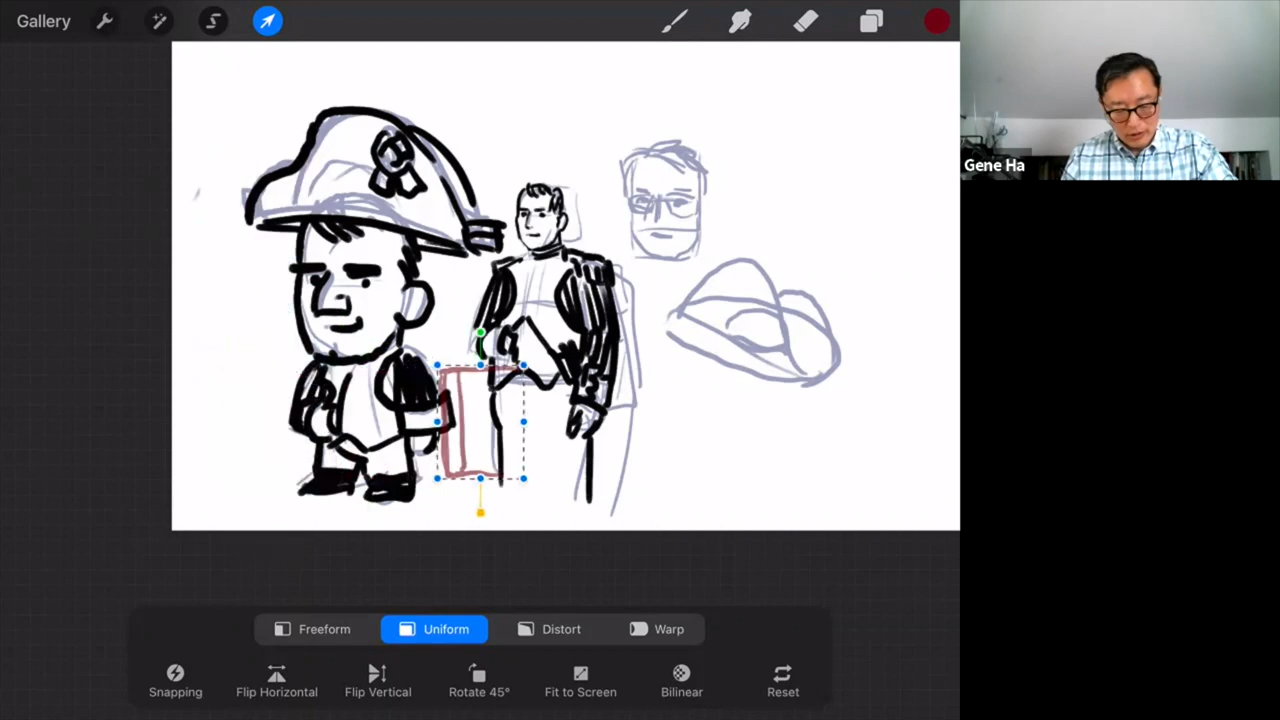 Gallery
Gene Ha
Freeform Uniform Distort Warp
Snapping Flip Horizontal Flip Vertical Rotate 45° Fit to Screen Bilinear Reset